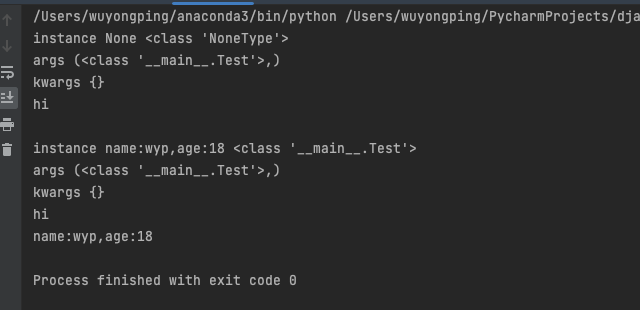 /Users/wuyongping/anaconda3/bin/python /Users/wuyongping/PycharmProjects/dja
instance None <class 'NoneType'>
args (<class '__main__.Test'>,)
kwargs {}
hi
instance name:wyp,age:18 <class '__main__.Test'>
args (<class '__main__.Test'>,)
kwargs {}
hi
name:wyp,age:18
Process finished with exit code 0